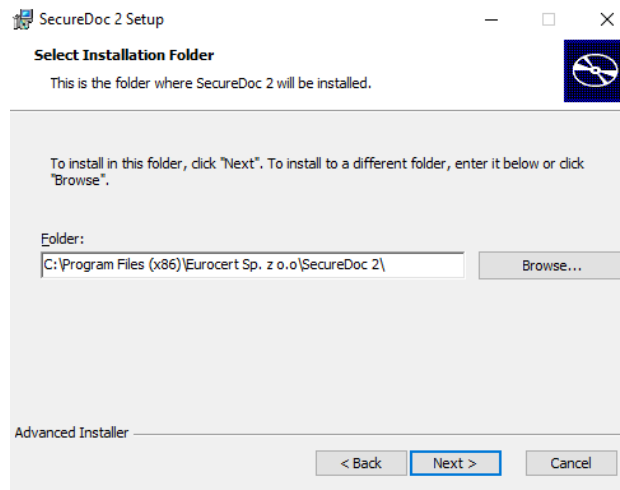 SecureDoc 2 Setup
Select Installation Folder
This is the folder where SecureDoc 2 will be installed.
To install in this folder, click "Next". To install to a different folder, enter it below or click
"Browse".
Folder:
C:\Program Files (x86)\Eurocert Sp. z o.o\SecureDoc 2\
Browse...
Advanced Installer
< Back
Next >
Cancel